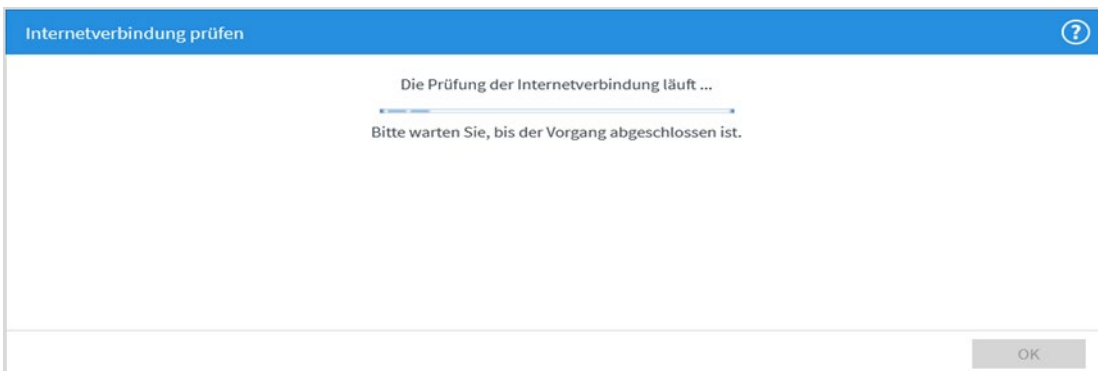 Internetverbindung prüfen
?
Die Prüfung der Internetverbindung läuft ...
Bitte warten Sie, bis der Vorgang abgeschlossen ist.
OK